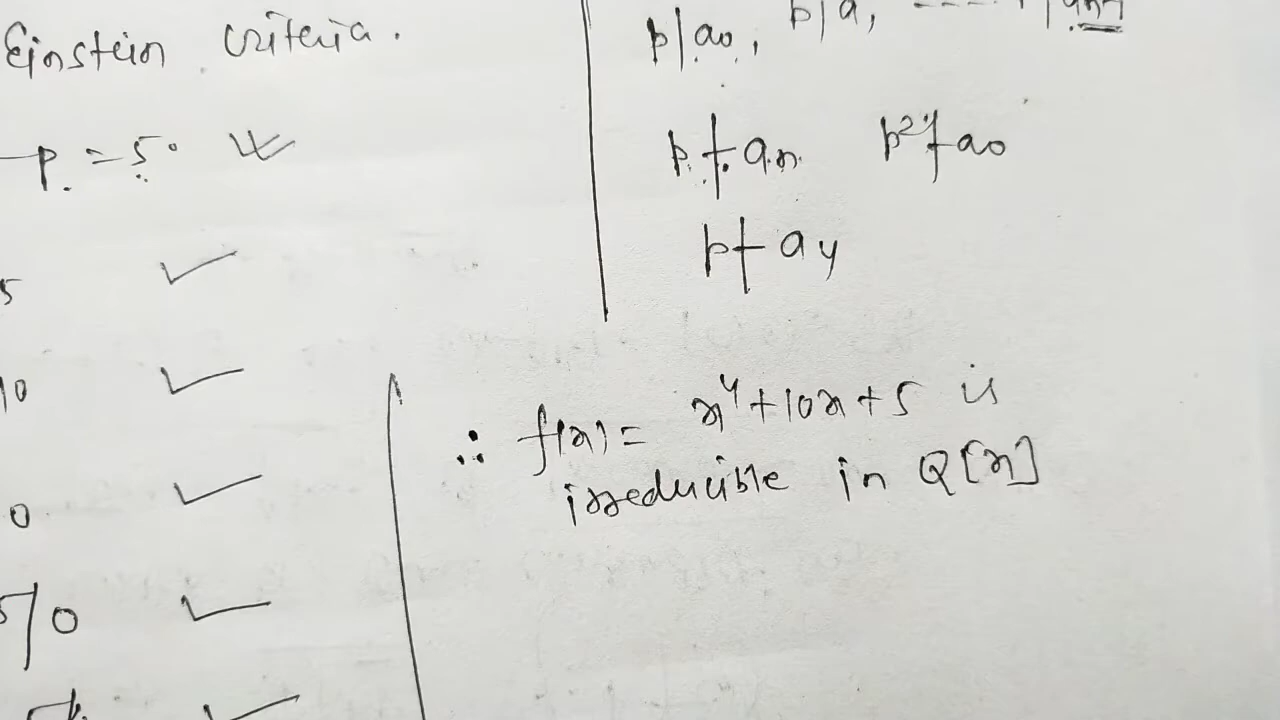 Einstein criteria.
p = 5
5
10
0
5/0
p|a0, p|a,
p∤an p²∤a0
p∤a4
∴ f(x) = x⁴+10x+5 is
irreducible in Q[x]